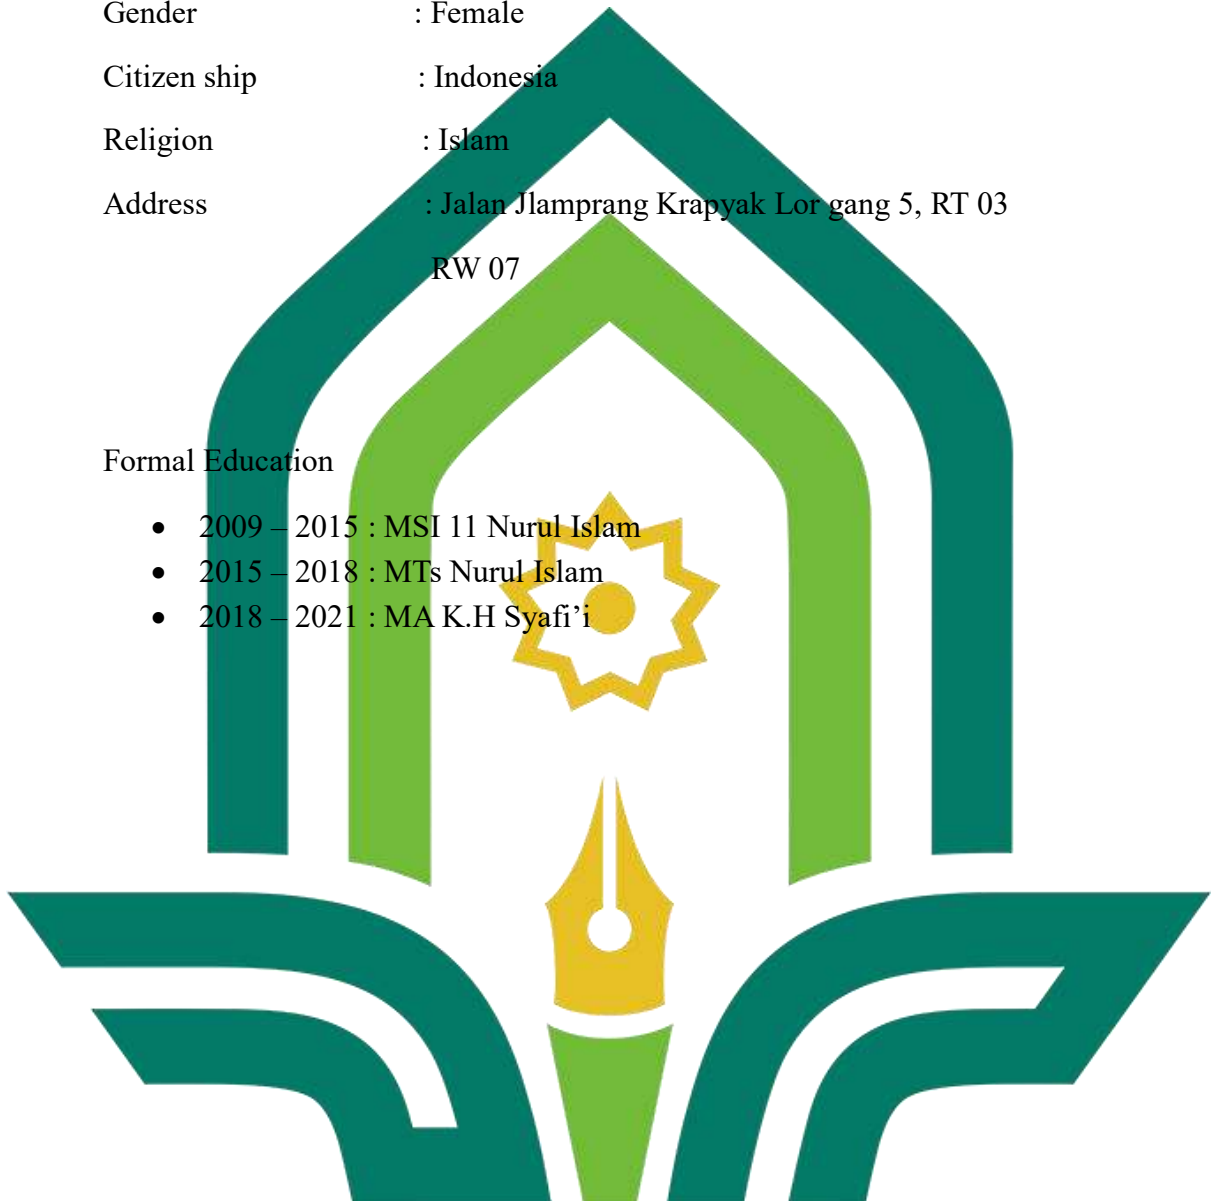 Gender : Female
Citizen ship : Indonesia
Religion : Islam
Address : Jalan Jlamprang Krapyak Lor gang 5, RT 03
RW 07
Formal Education
• 2009 – 2015 : MSI 11 Nurul Islam
• 2015 – 2018 : MTs Nurul Islam
• 2018 – 2021 : MA K.H Syafi’i